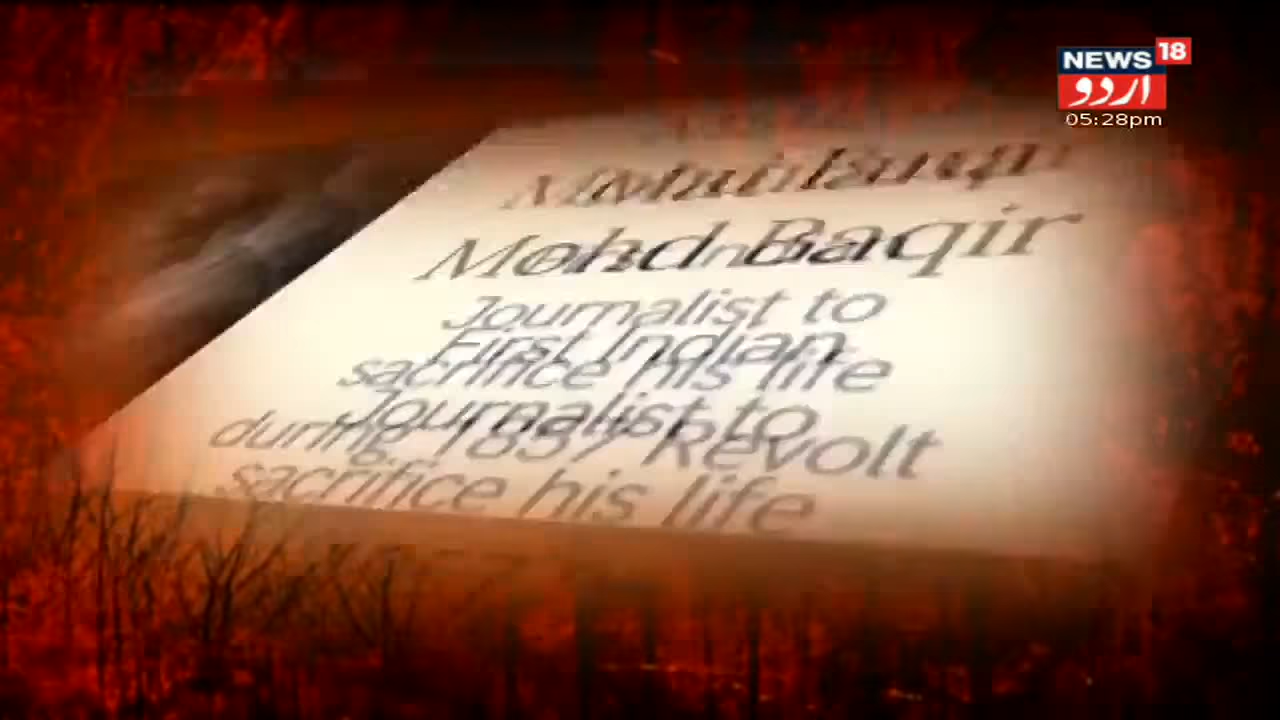 NEWS 18
اردو
05:28pm
Mohd Baqir
Journalist to
First Indian
sacrifice his life
Journalist to
during 1857 Revolt
sacrifice his life